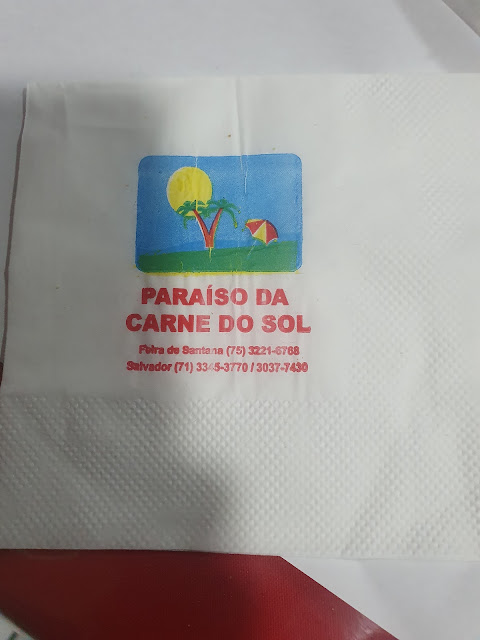 PARAÍSO DA
CARNE DO SOL
Feira de Santana (75) 3221-6768
Salvador (71) 3345-3770 / 3037-7430